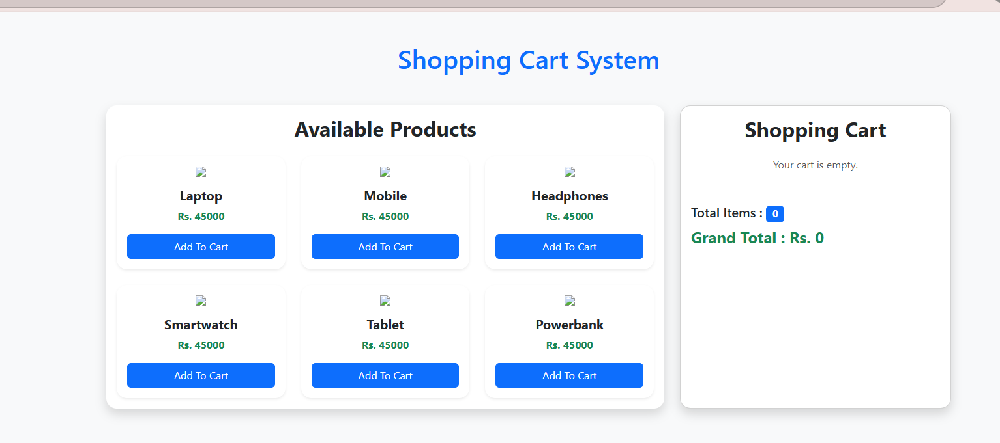 Shopping Cart System
Available Products
Laptop
Rs. 45000
Add To Cart
Mobile
Rs. 45000
Add To Cart
Headphones
Rs. 45000
Add To Cart
Smartwatch
Rs. 45000
Add To Cart
Tablet
Rs. 45000
Add To Cart
Powerbank
Rs. 45000
Add To Cart
Shopping Cart
Your cart is empty.
Total Items : 0
Grand Total : Rs. 0